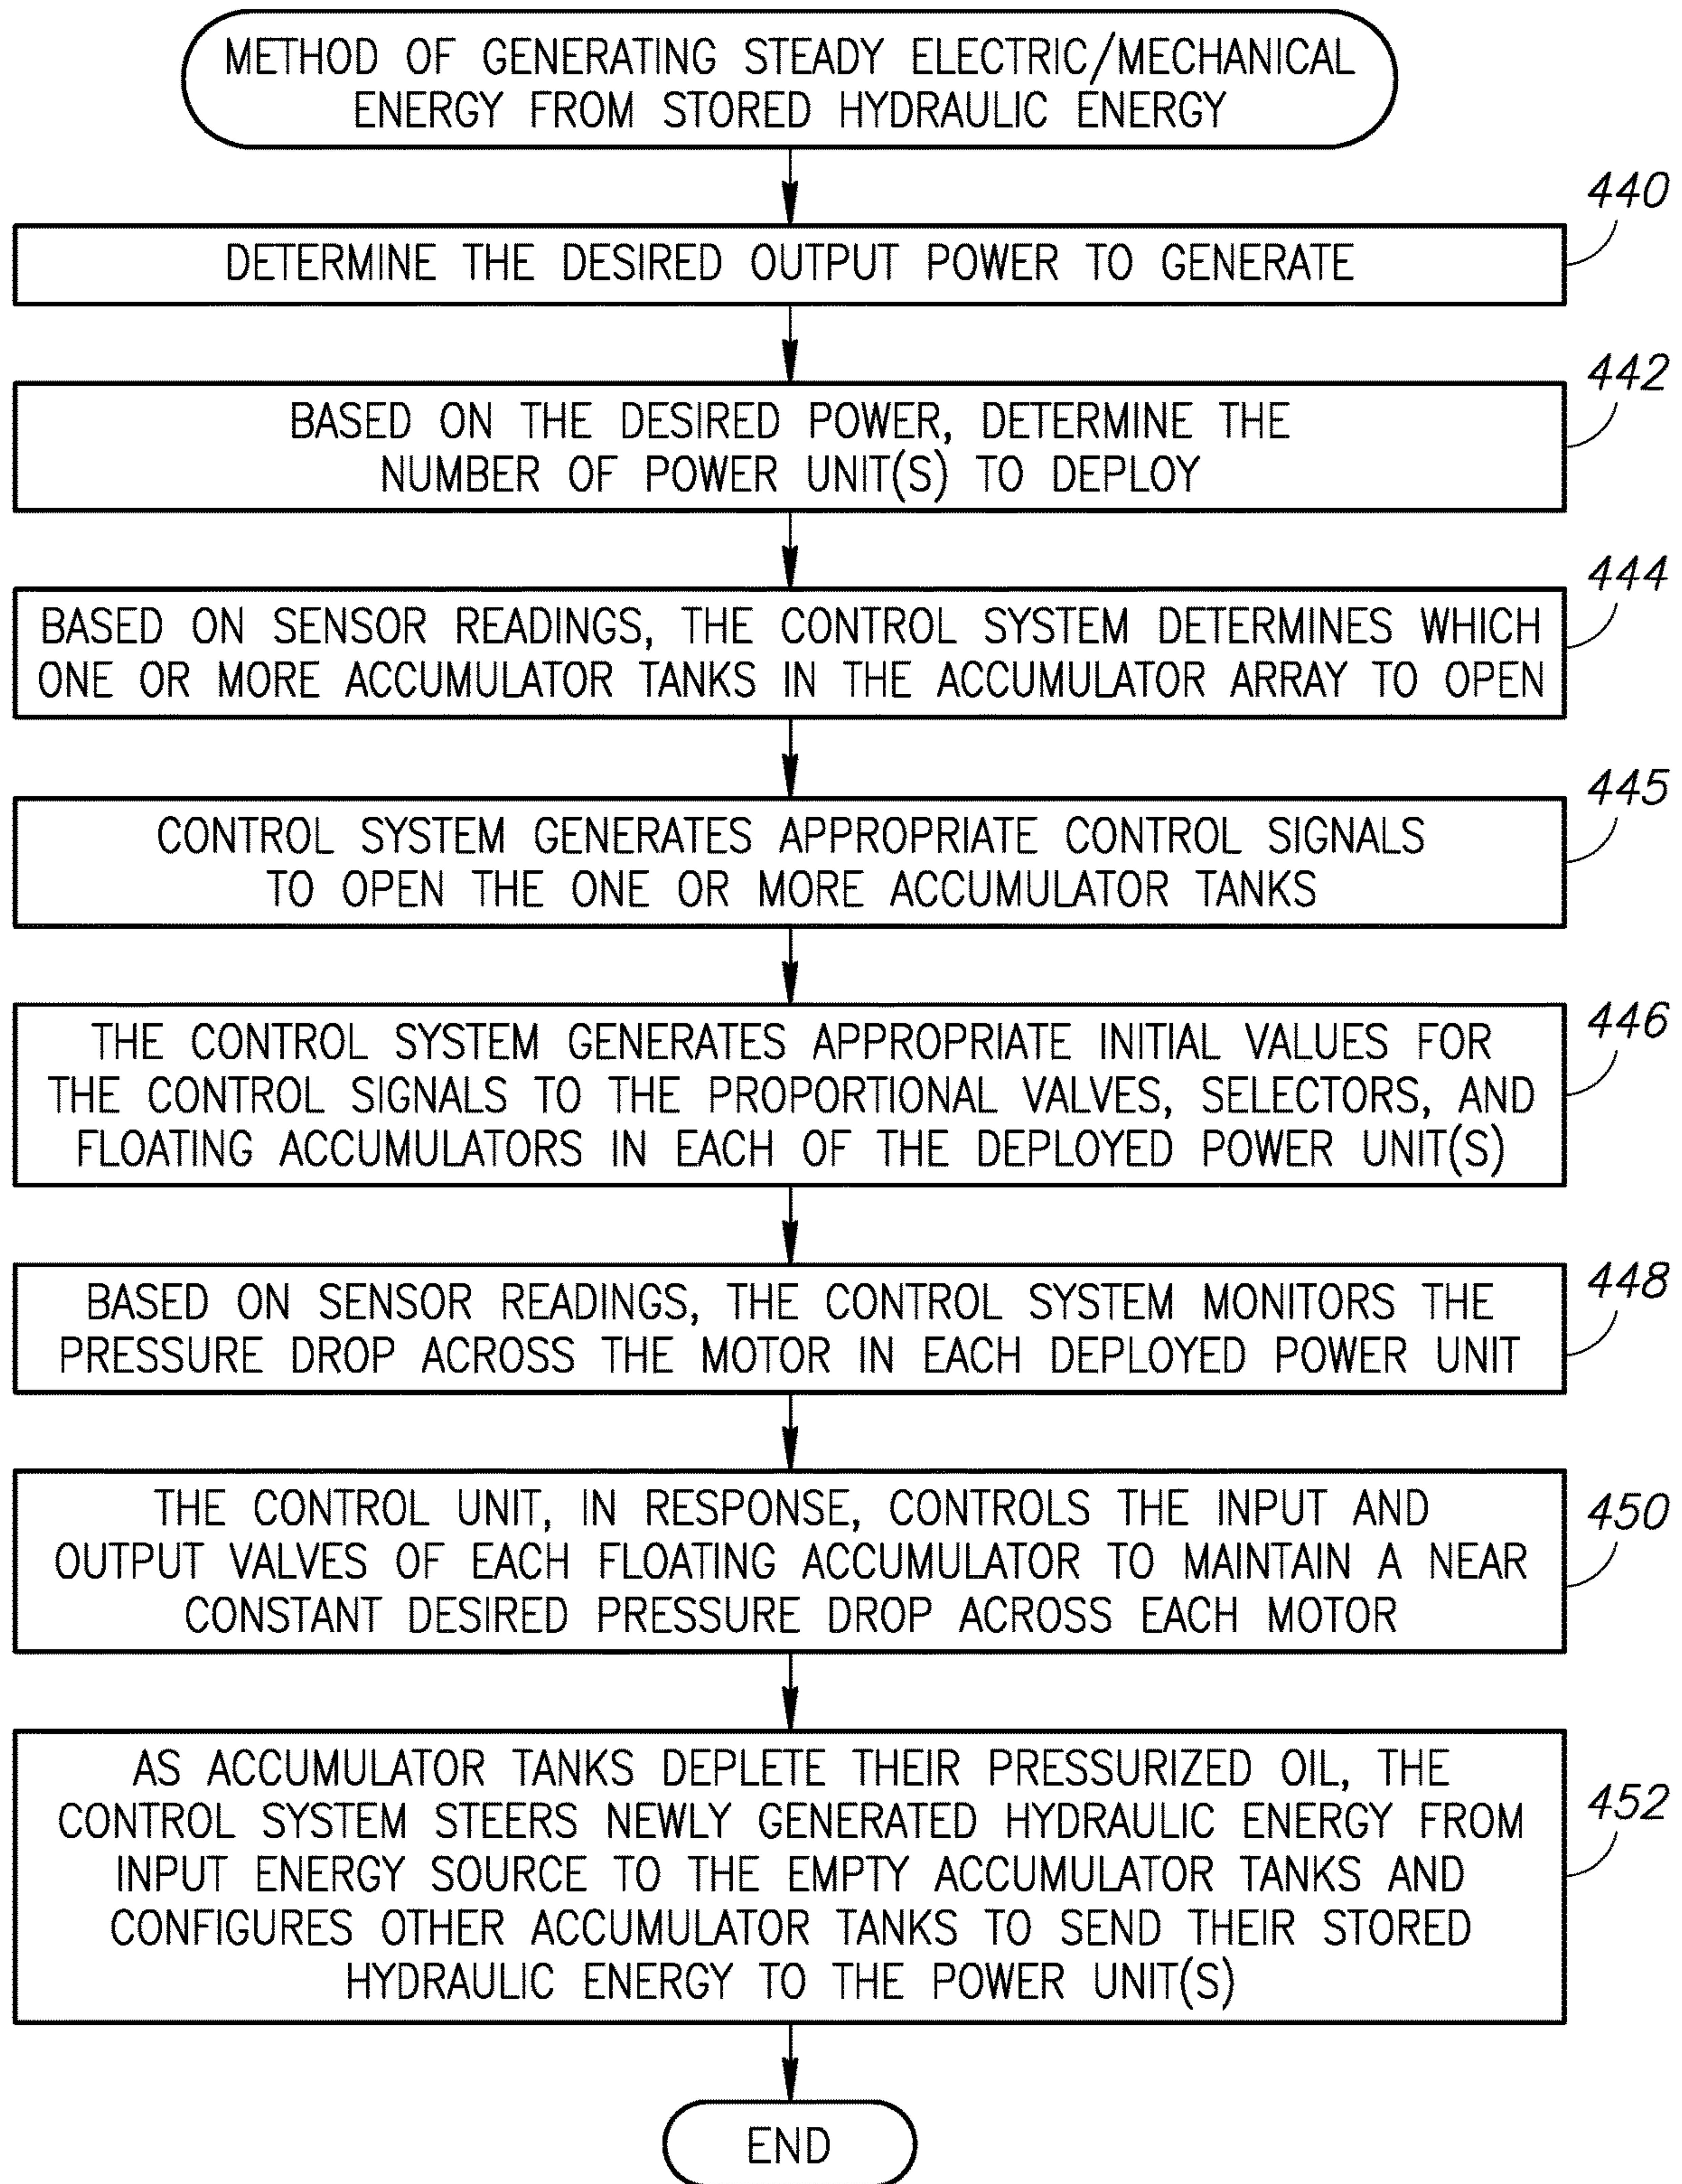 METHOD OF GENERATING STEADY ELECTRIC/MECHANICAL
ENERGY FROM STORED HYDRAULIC ENERGY
440
DETERMINE THE DESIRED OUTPUT POWER TO GENERATE
442
BASED ON THE DESIRED POWER, DETERMINE THE
NUMBER OF POWER UNIT(S) TO DEPLOY
444
BASED ON SENSOR READINGS, THE CONTROL SYSTEM DETERMINES WHICH
ONE OR MORE ACCUMULATOR TANKS IN THE ACCUMULATOR ARRAY TO OPEN
445
CONTROL SYSTEM GENERATES APPROPRIATE CONTROL SIGNALS
TO OPEN THE ONE OR MORE ACCUMULATOR TANKS
446
THE CONTROL SYSTEM GENERATES APPROPRIATE INITIAL VALUES FOR
THE CONTROL SIGNALS TO THE PROPORTIONAL VALVES, SELECTORS, AND
FLOATING ACCUMULATORS IN EACH OF THE DEPLOYED POWER UNIT(S)
448
BASED ON SENSOR READINGS, THE CONTROL SYSTEM MONITORS THE
PRESSURE DROP ACROSS THE MOTOR IN EACH DEPLOYED POWER UNIT
450
THE CONTROL UNIT, IN RESPONSE, CONTROLS THE INPUT AND
OUTPUT VALVES OF EACH FLOATING ACCUMULATOR TO MAINTAIN A NEAR
CONSTANT DESIRED PRESSURE DROP ACROSS EACH MOTOR
452
AS ACCUMULATOR TANKS DEPLETE THEIR PRESSURIZED OIL, THE
CONTROL SYSTEM STEERS NEWLY GENERATED HYDRAULIC ENERGY FROM
INPUT ENERGY SOURCE TO THE EMPTY ACCUMULATOR TANKS AND
CONFIGURES OTHER ACCUMULATOR TANKS TO SEND THEIR STORED
HYDRAULIC ENERGY TO THE POWER UNIT(S)
END